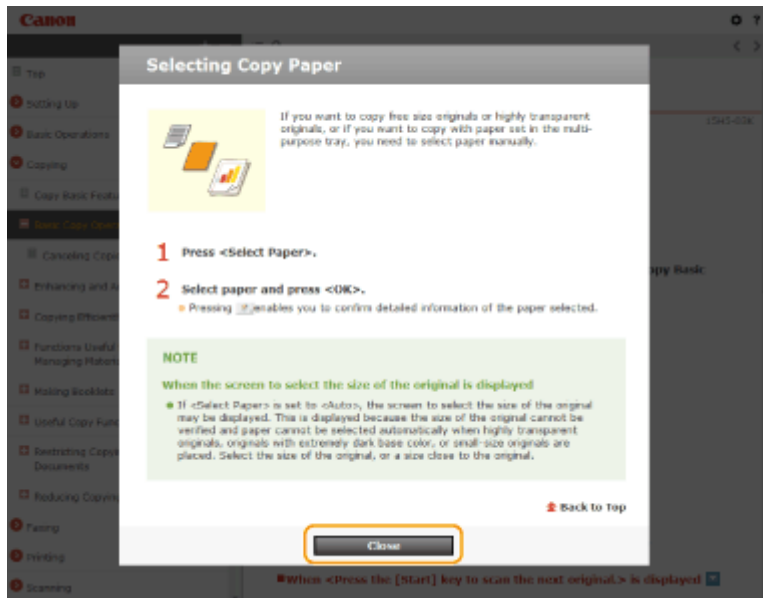 Canon
?
< >
Top
Setting Up
Basic Operations
1SH5-03K
Copying
Copy Basic Featu
Basic Copy Oper
Canceling Copie
Enhancing and A
Copying Efficient
Functions Useful
Managing Materi
Making Booklets
Useful Copy Func
Restricting Copyi
Documents
Reducing Copyin
Faxing
Printing
Scanning
opy Basic
Selecting Copy Paper
If you want to copy free size originals or highly transparent
originals, or if you want to copy with paper set in the multi-
purpose tray, you need to select paper manually.
1 Press <Select Paper>.
2 Select paper and press <OK>.
Pressing ? enables you to confirm detailed information of the paper selected.
NOTE
When the screen to select the size of the original is displayed
If <Select Paper> is set to <Auto>, the screen to select the size of the original
may be displayed. This is displayed because the size of the original cannot be
verified and paper cannot be selected automatically when highly transparent
originals, originals with extremely dark base color, or small-size originals are
placed. Select the size of the original, or a size close to the original.
Back to Top
Close
When <Press the [Start] key to scan the next original.> is displayed